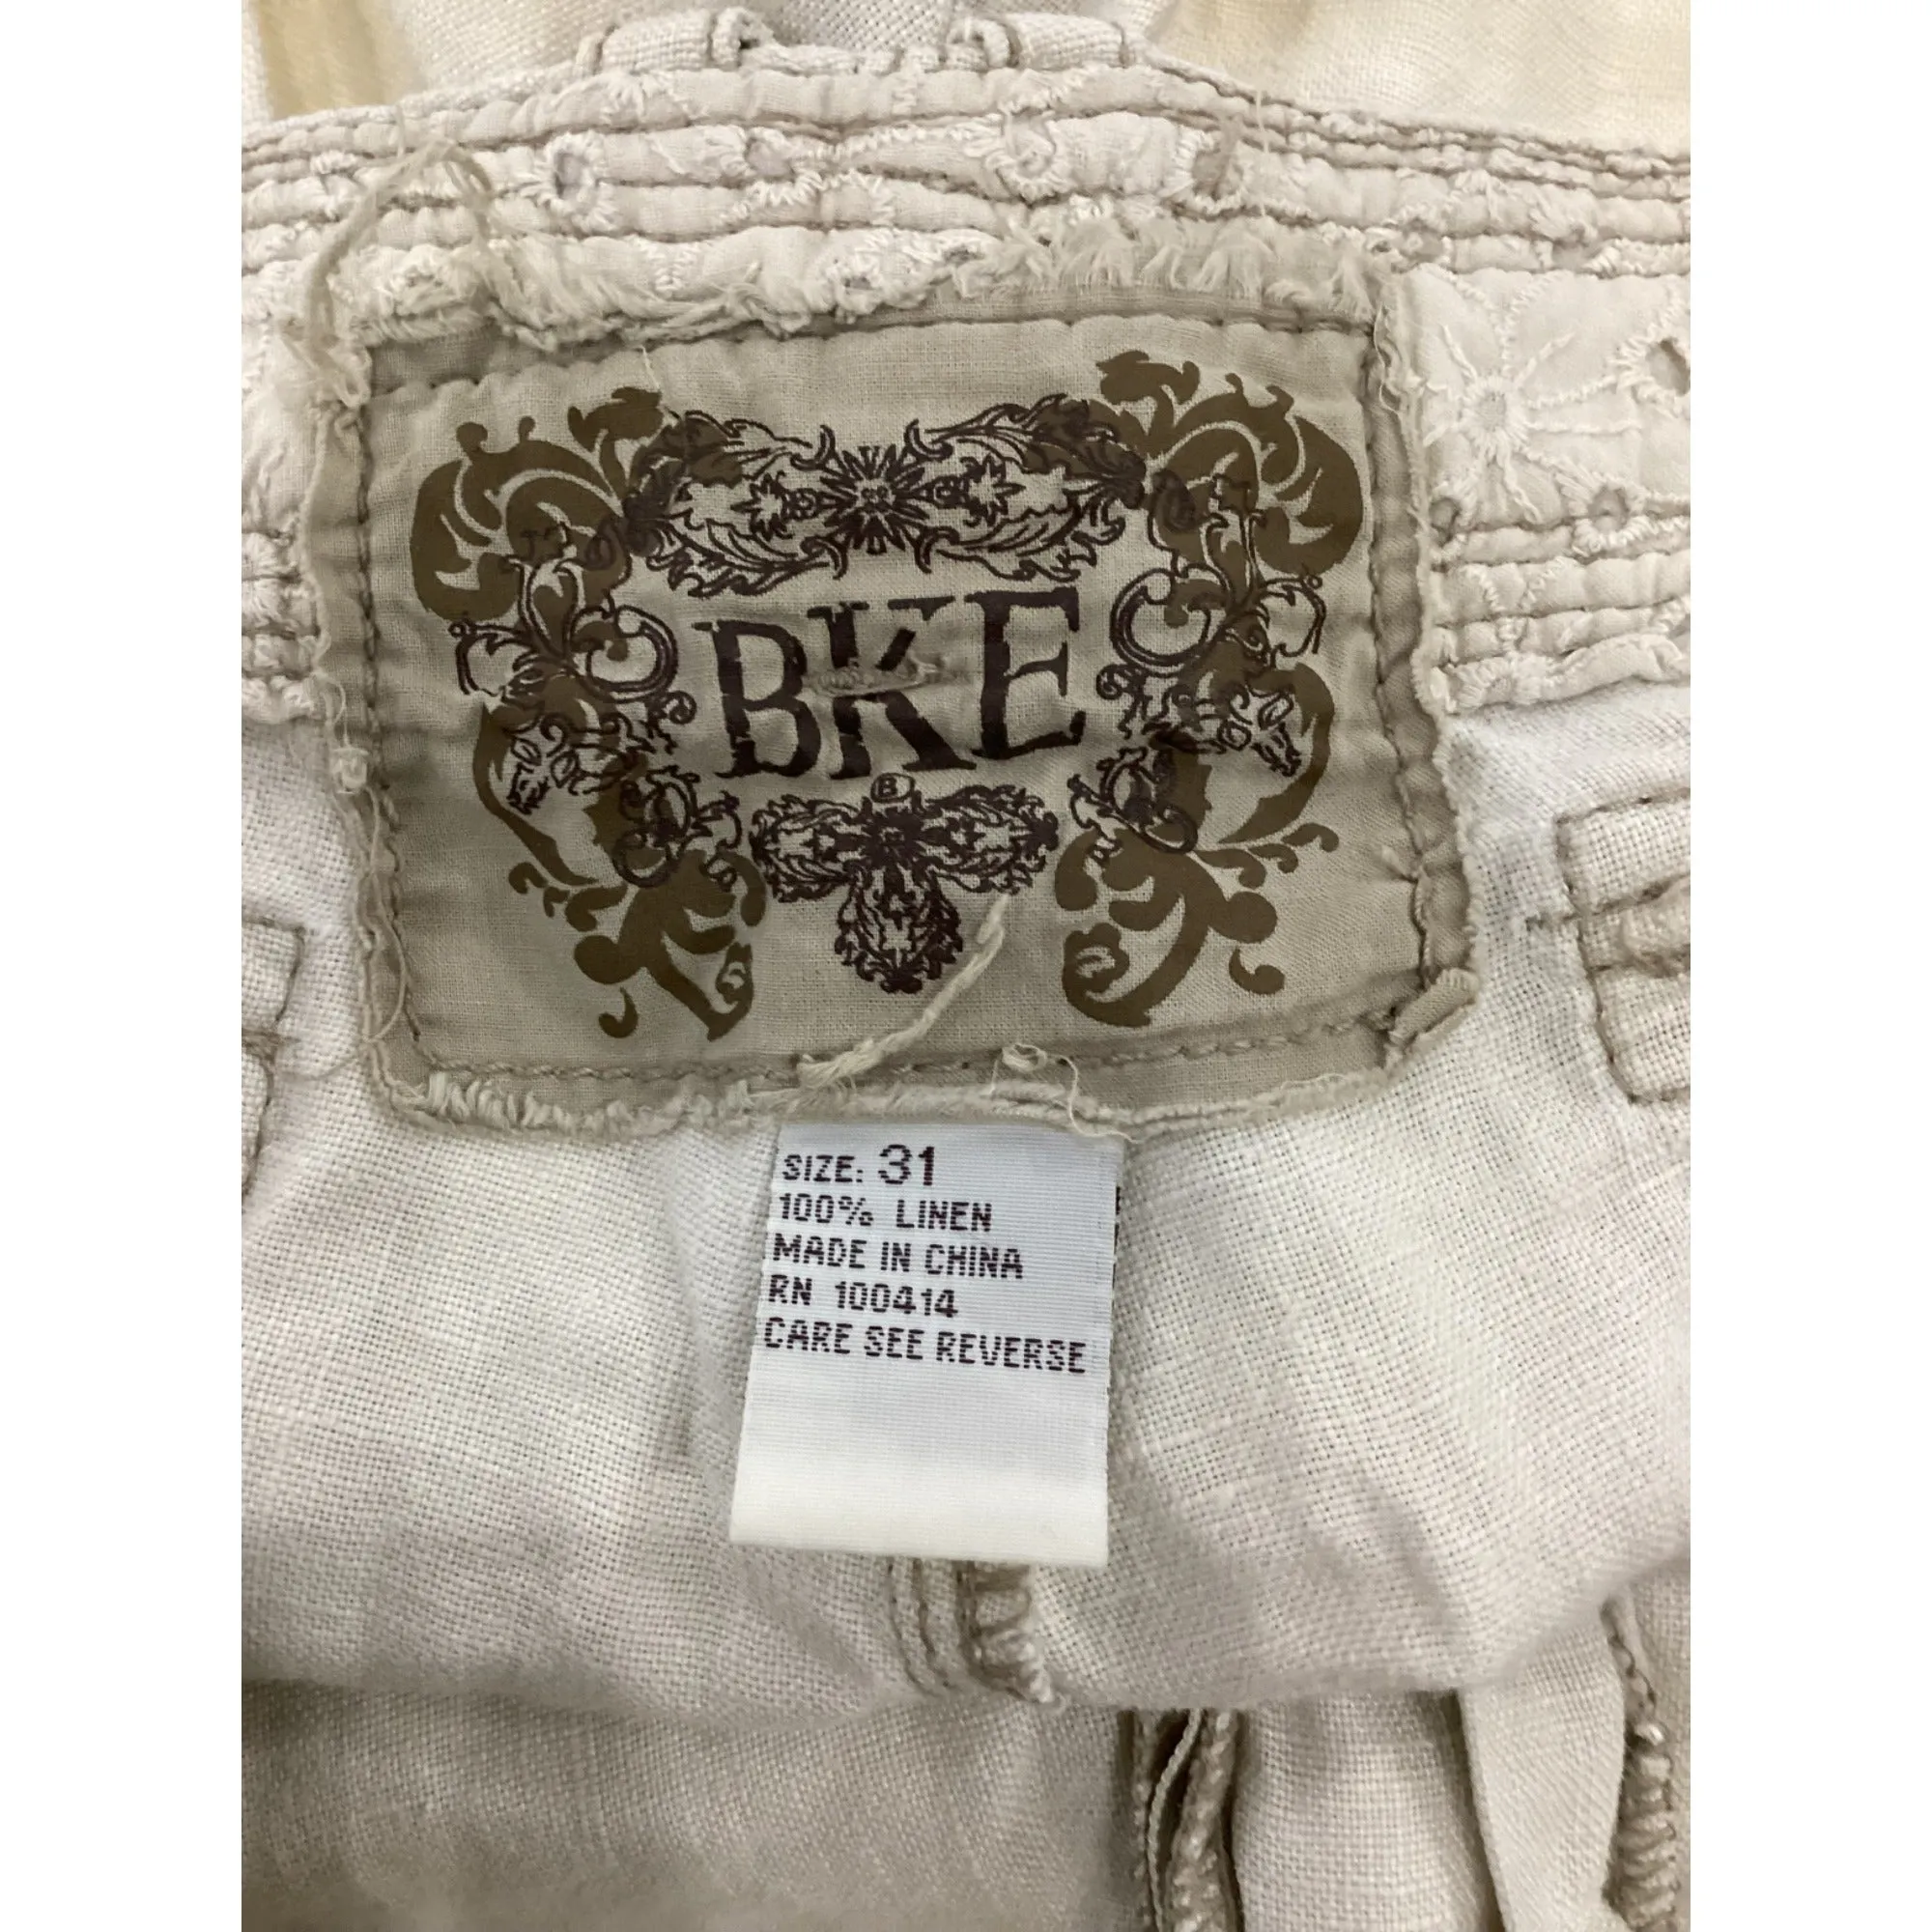 BKE
B
SIZE: 31
100% LINEN
MADE IN CHINA
RN 100414
CARE SEE REVERSE